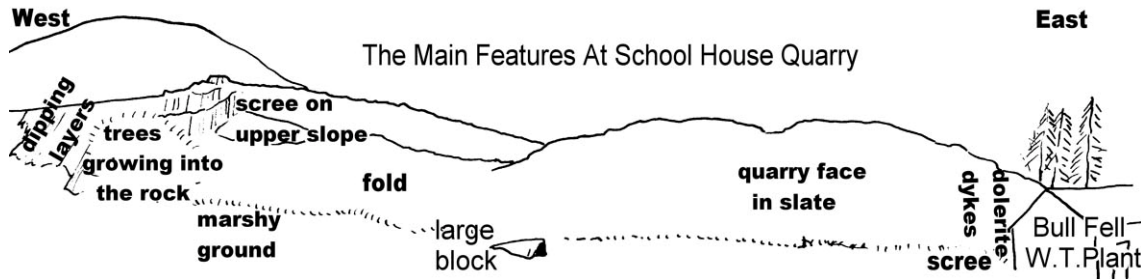 West
East
The Main Features At School House Quarry
dipping
layers
scree on
upper slope
trees
growing into
the rock
fold
quarry face
in slate
dolerite
dykes
marshy
ground
large
block
scree
Bull Fell
W.T.Plant